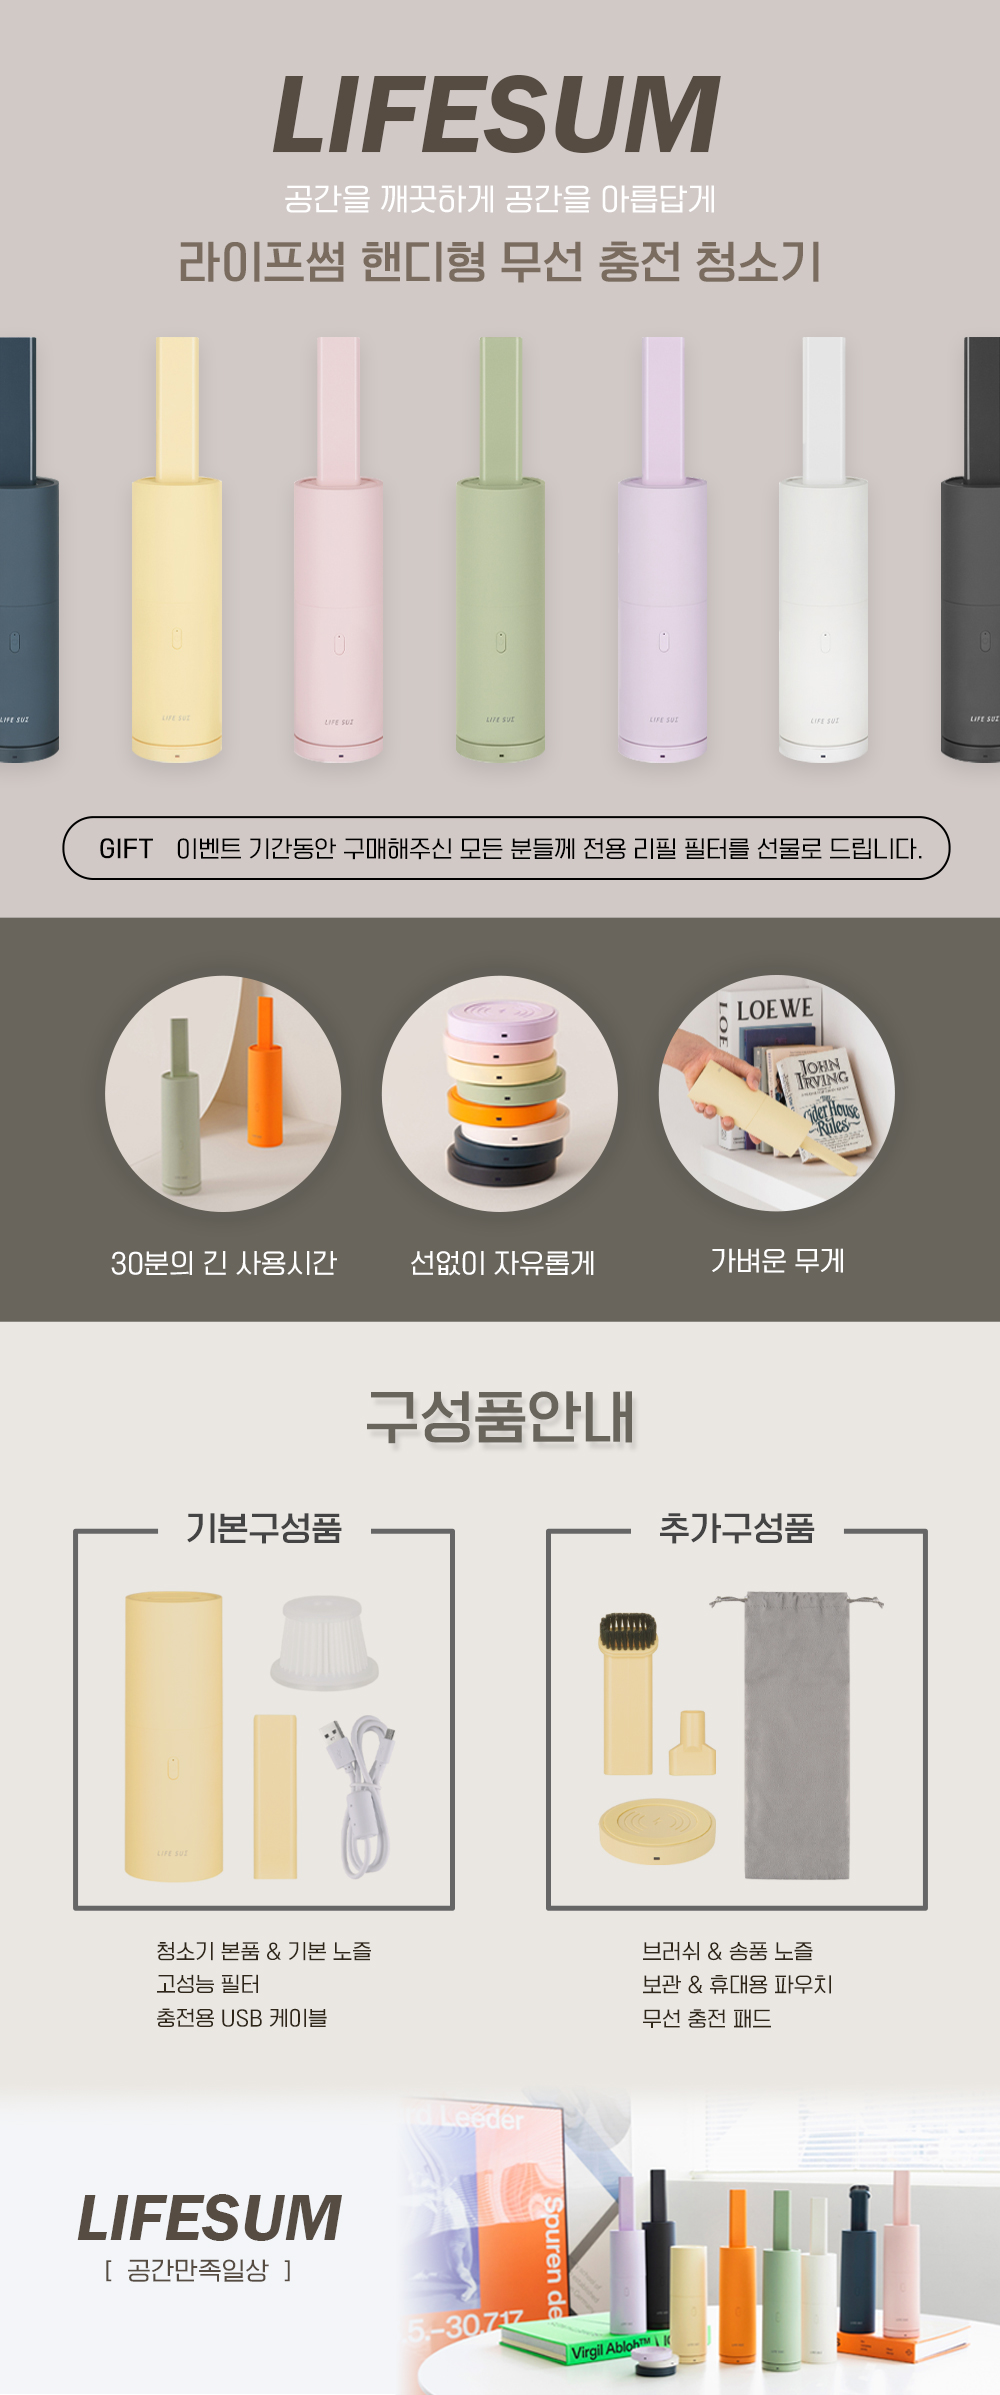 LIFESUM
공간을 깨끗하게 공간을 아름답게
라이프썸 핸디형 무선 충전 청소기
LIFE SUZ
LIFE SUZ
LIFE SUZ
LIFE SUZ
LIFE SUZ
LIFE SUZ
LIFE SUZ
GIFT 이벤트 기간동안 구매해주신 모든 분들께 전용 리필 필터를 선물로 드립니다.
LOEWE
LOE
JOHN
IRVING
Cider House
Rules
30분의 긴 사용시간
선없이 자유롭게
가벼운 무게
구성품안내
기본구성품
추가구성품
LIFE SUZ
청소기 본품 & 기본 노즐
고성능 필터
충전용 USB 케이블
브러쉬 & 송풍 노즐
보관 & 휴대용 파우치
무선 충전 패드
d Leeder
Spuren de
5.–30.7.17
LIFESUM
[ 공간만족일상 ]
Virgil Abloh™